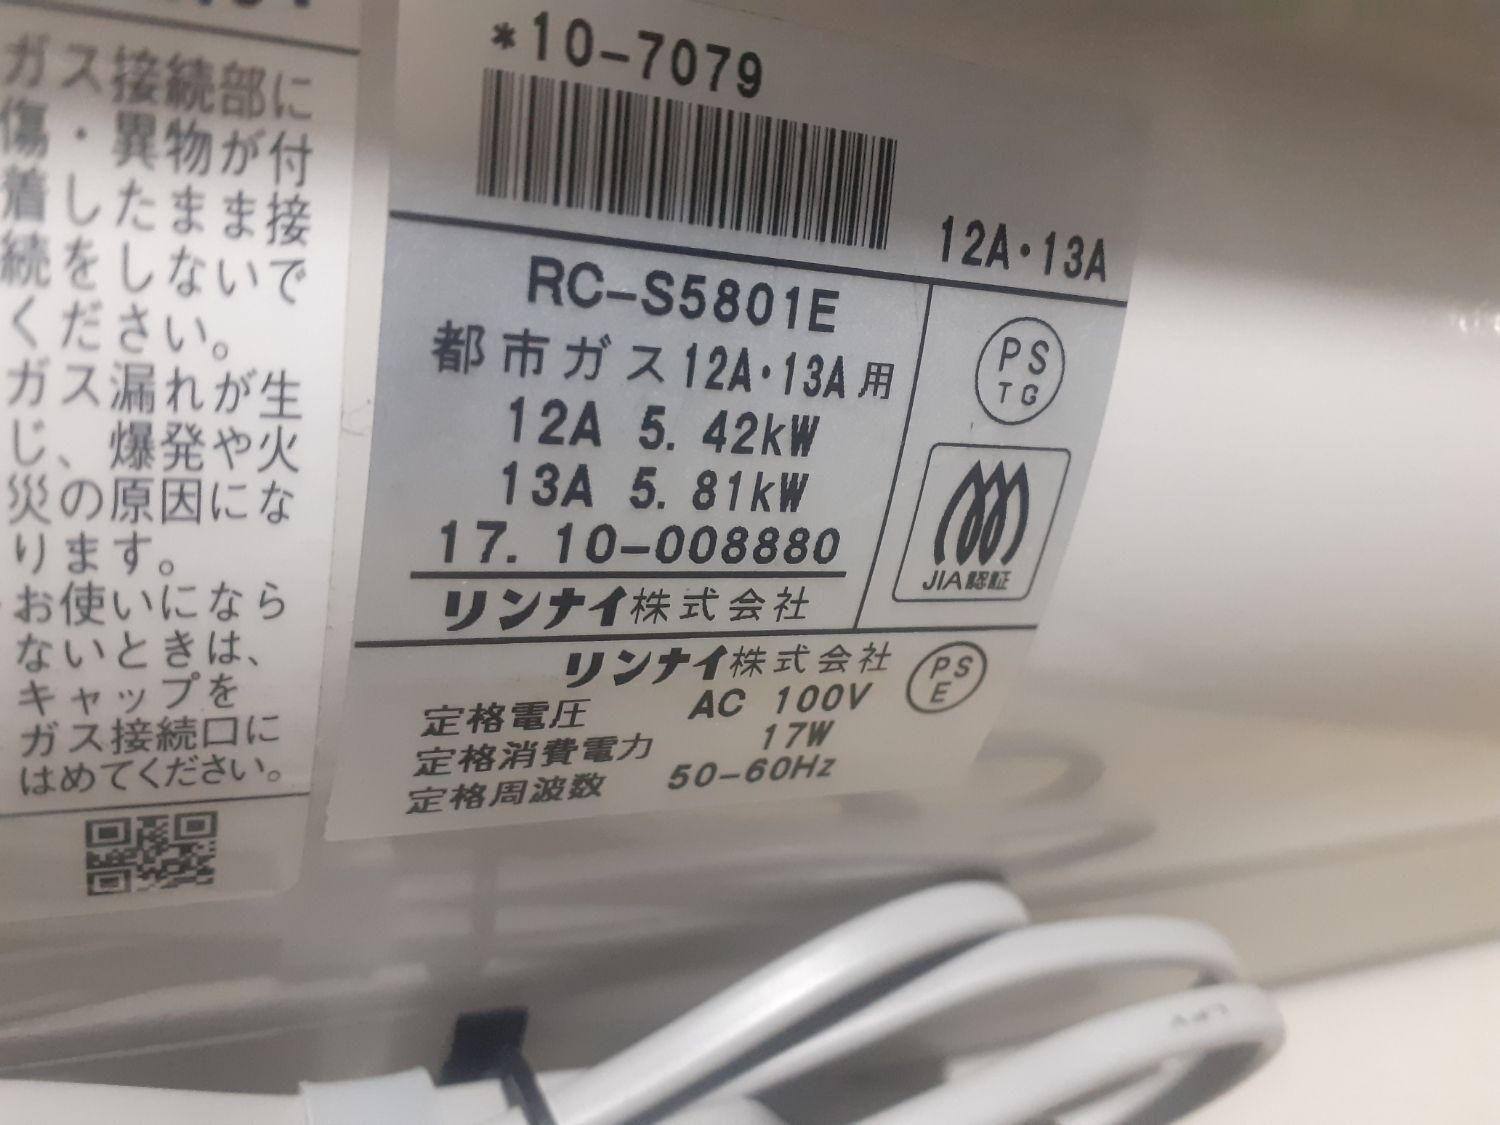 ガス接続部に
傷・異物が付
着したまま接
続をしないで
ください。
ガス漏れが生
じ、爆発や火
災の原因にな
ります。
お使いになら
ないときは、
キャップを
ガス接続口に
はめてください。
*10-7079
12A・13A
RC-S5801E
都市ガス12A・13A用
12A 5.42kW
13A 5.81kW
17.10-008880
リンナイ株式会社
PS
TG
JIA認証
リンナイ株式会社
PS
E
定格電圧 AC 100V
定格消費電力 17W
定格周波数 50-60Hz